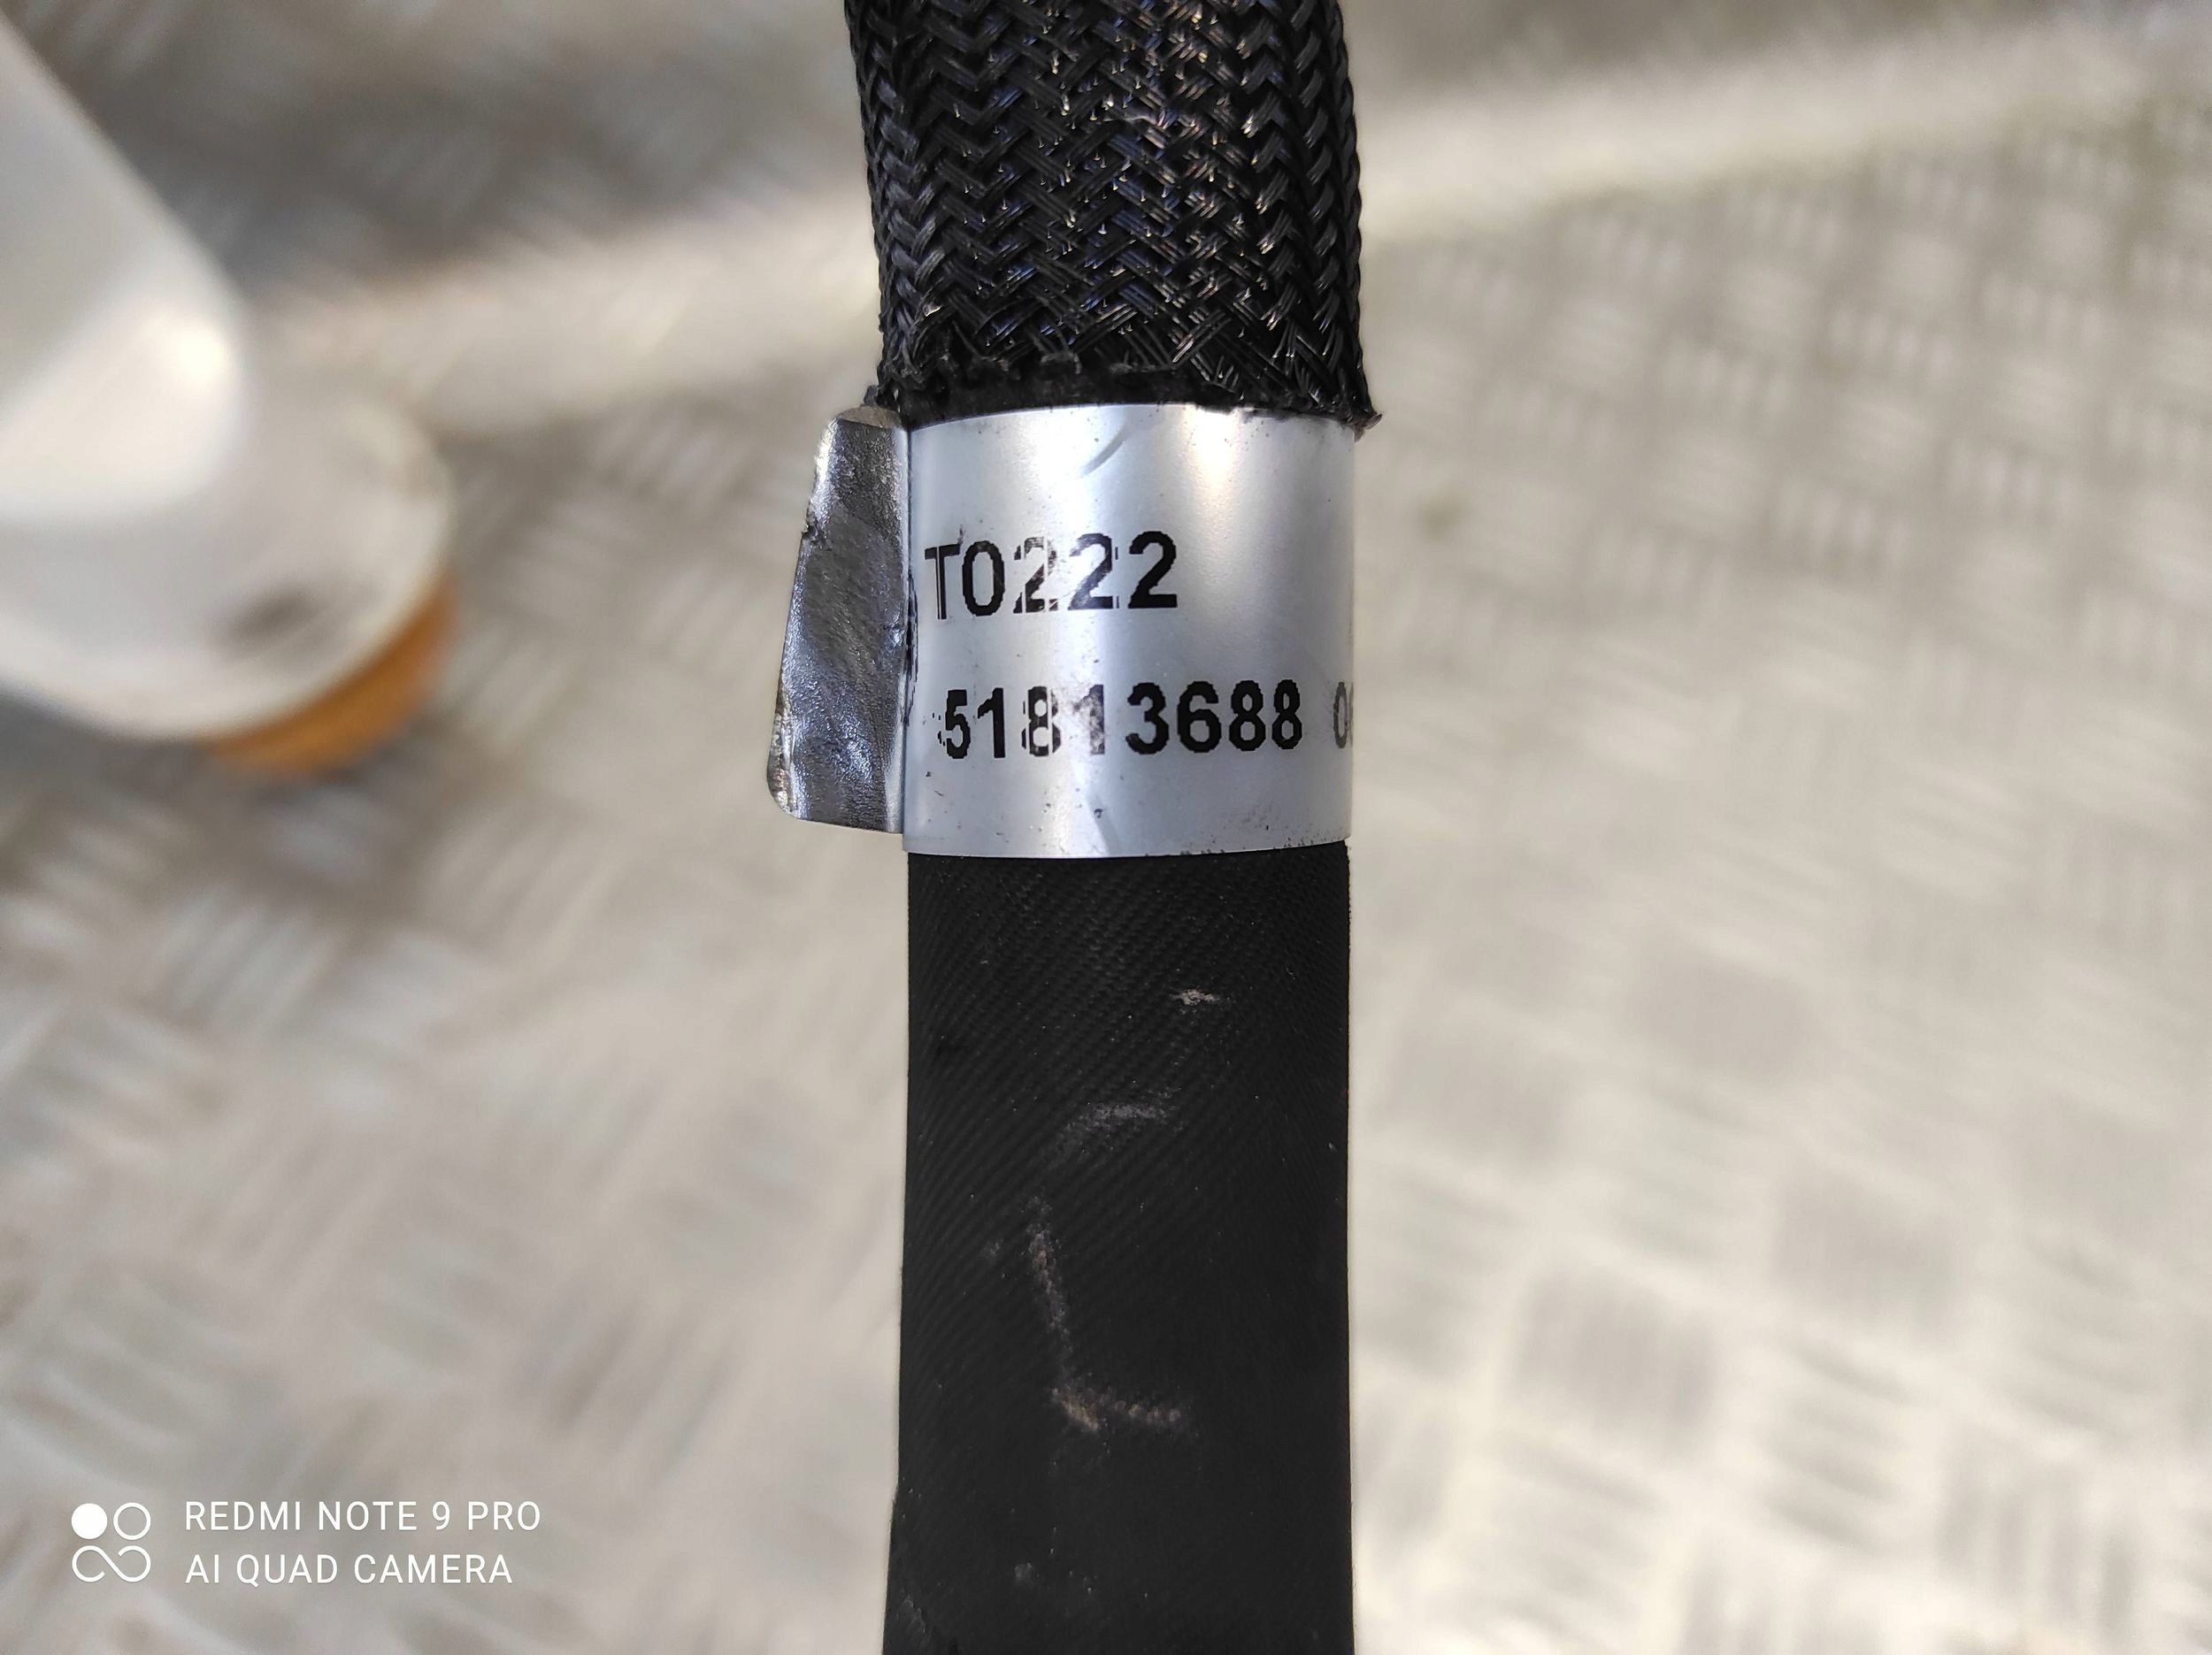 T0222
51813688
REDMI NOTE 9 PRO
AI QUAD CAMERA